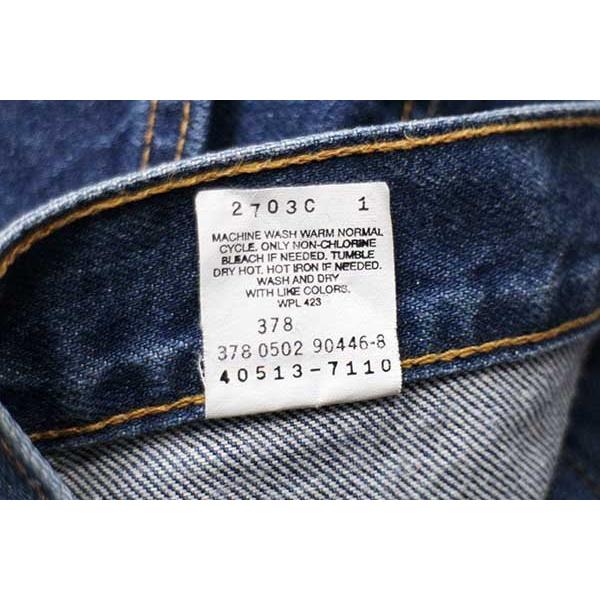 2703C 1
MACHINE WASH WARM NORMAL
CYCLE. ONLY NON-CHLORINE
BLEACH IF NEEDED. TUMBLE
DRY HOT. HOT IRON IF NEEDED.
WASH AND DRY
WITH LIKE COLORS.
WPL 423
378
378 0502 90446-8
40513-7110